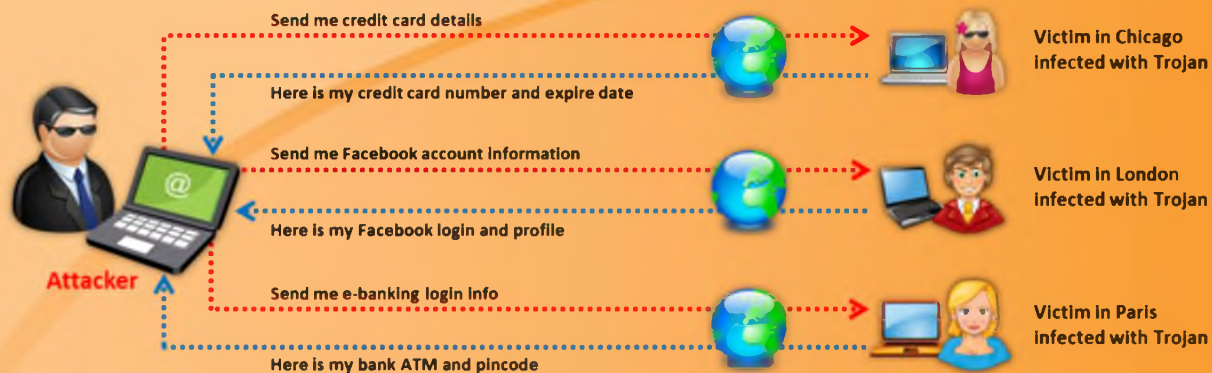 Send me credit card details
Victim in Chicago
infected with Trojan
Here is my credit card number and expire date
Send me Facebook account information
@
Victim in London
infected with Trojan
Here is my Facebook login and profile
Attacker
Send me e-banking login info
Victim in Paris
infected with Trojan
Here is my bank ATM and pincode